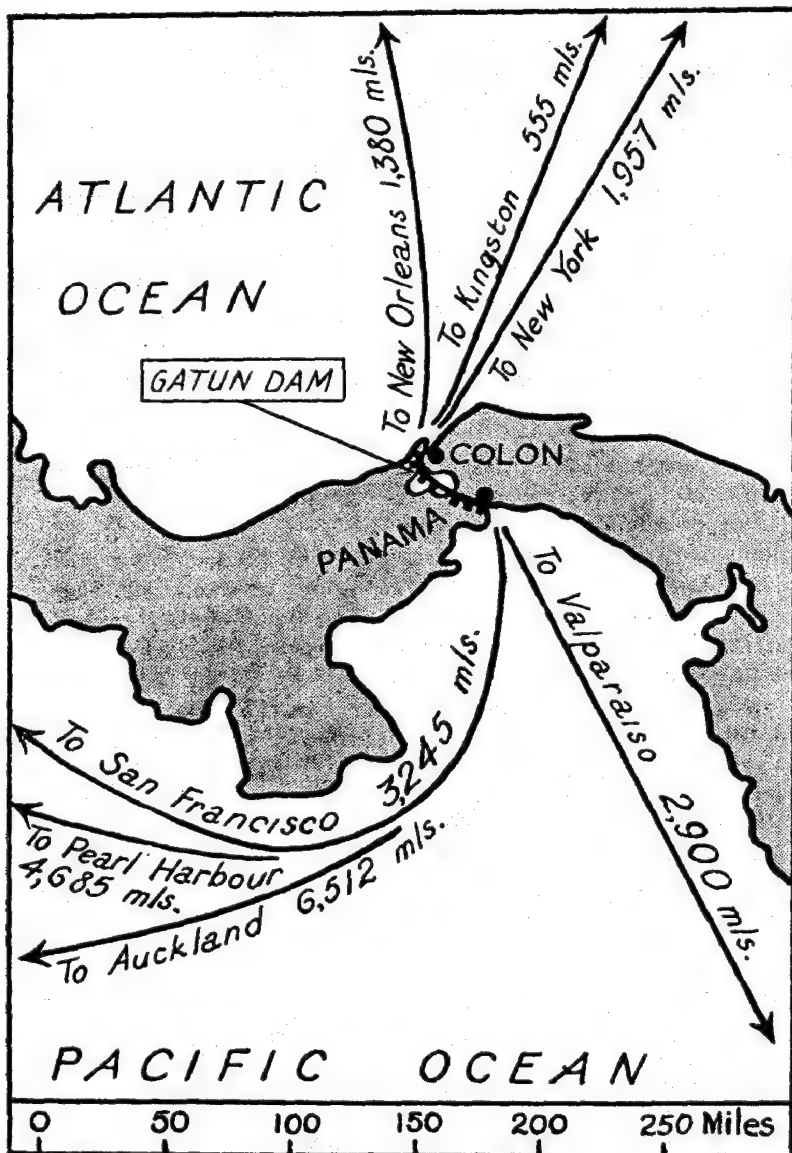 To New Orleans 1,380 mls.
To Kingston 555 mls.
To New York 1,957 mls.
ATLANTIC
OCEAN
GATUN DAM
COLON
PANAMA
To Valparaiso 2,900 mls.
To San Francisco 3,245 mls.
To Pearl Harbour
4,685 mls.
To Auckland 6,512 mls.
PACIFIC OCEAN
0 50 100 150 200 250 Miles